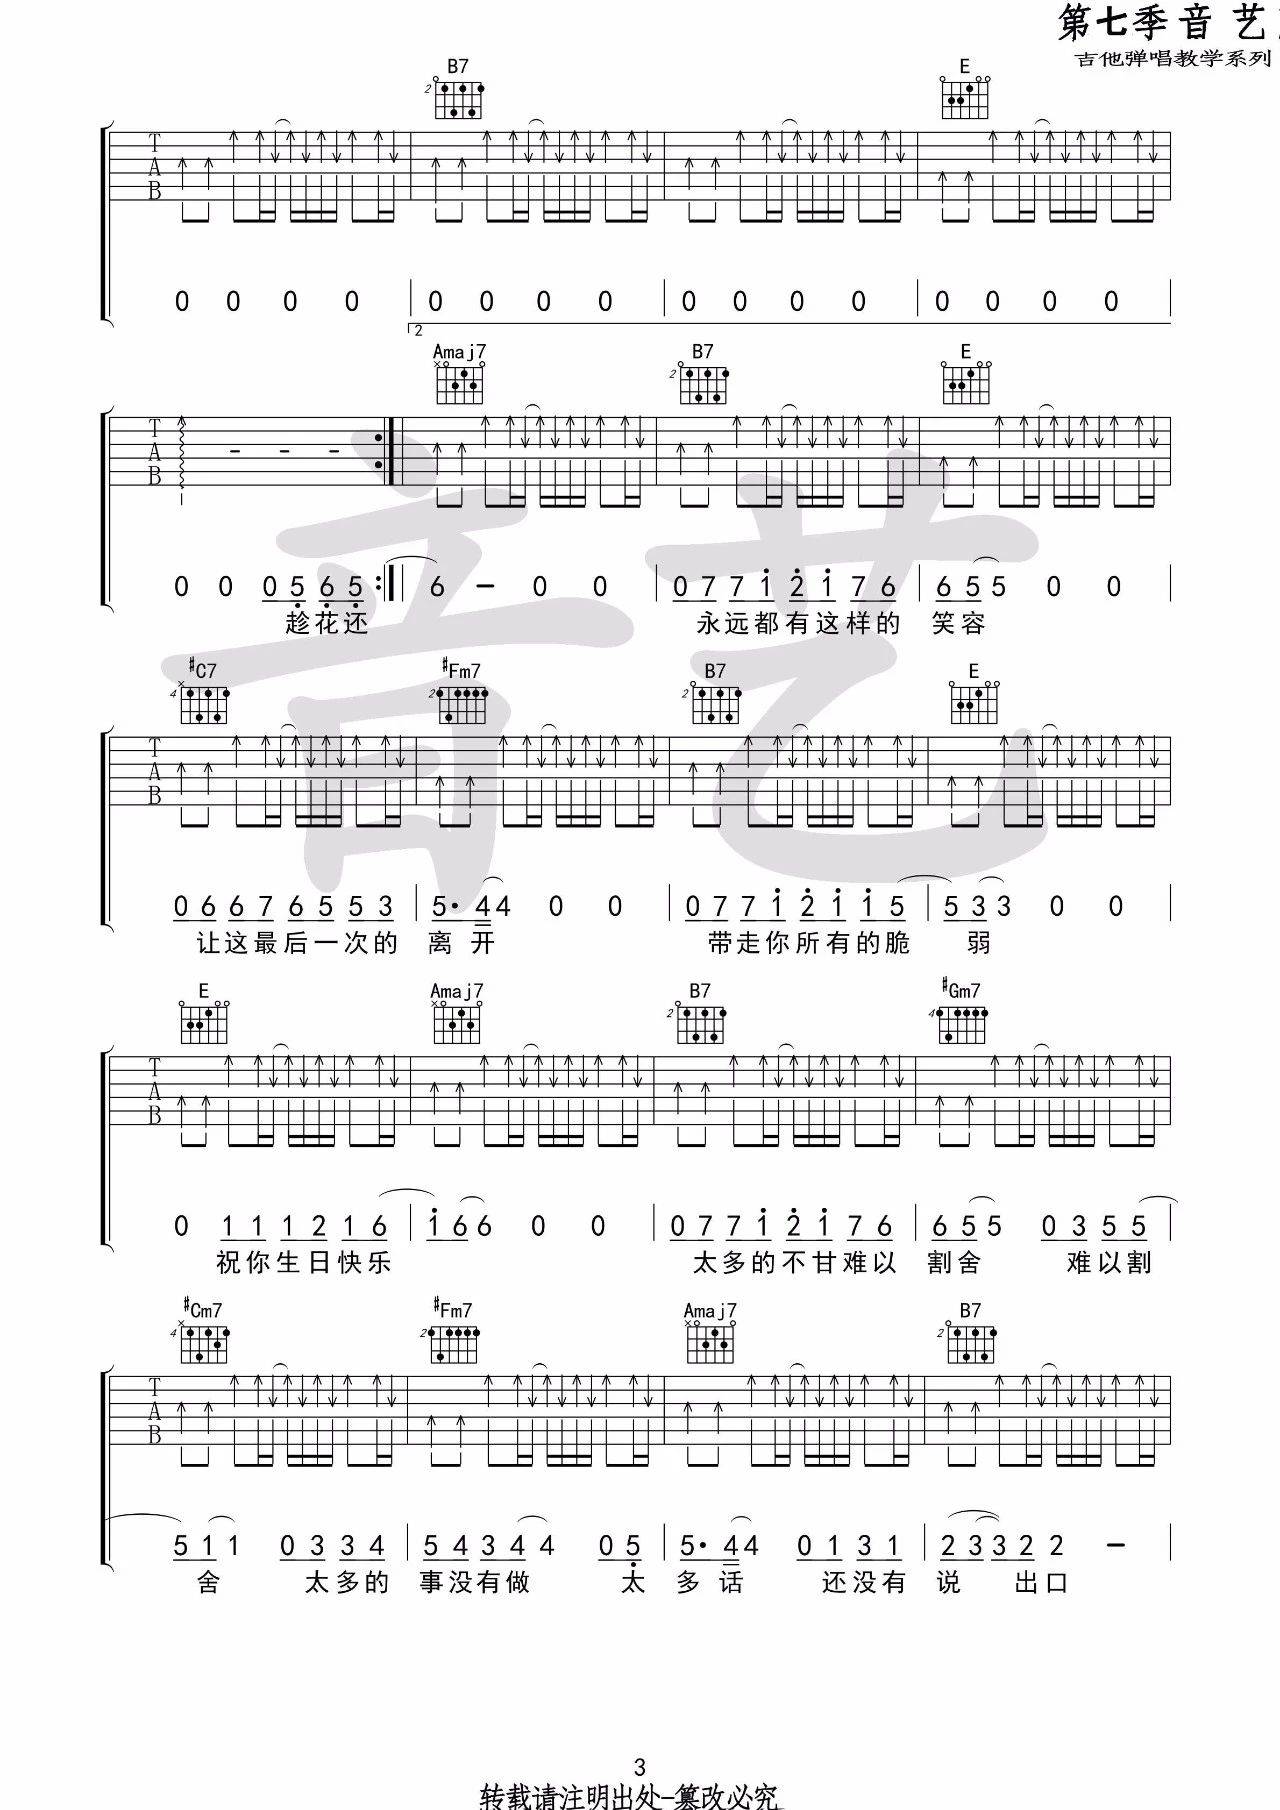 第七季音艺
吉他弹唱教学系列
B7 E
2
T
A
B
0 0 0 0 0 0 0 0 0 0 0 0 0 0 0 0
2
Amaj7 B7 E
2
T
A
B
0 0 0 5 6 5 6 - 0 0 0 7 7 1 2 1 7 6 6 5 5 0 0
趁花还 永远都有这样的 笑容
#C7 #Fm7 B7 E
4 2 2
T
A
B
0 6 6 7 6 5 5 3 5· 4 4 0 0 0 7 7 1 2 1 1 5 5 3 3 0 0
让这最后一次的 离 开 带走你所有的脆 弱
E Amaj7 B7 #Gm7
2 4
T
A
B
0 1 1 1 2 1 6 1 6 6 0 0 0 7 7 1 2 1 7 6 6 5 5 0 3 5 5
祝你生日快乐 太多的不甘难以 割舍 难以割
#Cm7 #Fm7 Amaj7 B7
4 2 2
T
A
B
5 1 1 0 3 3 4 5 4 3 4 4 0 5 5· 4 4 0 1 3 1 2 3 3 2 2 -
舍 太多的 事没有做 太 多 话 还没有 说 出口
3
转载请注明出处-篡改必究